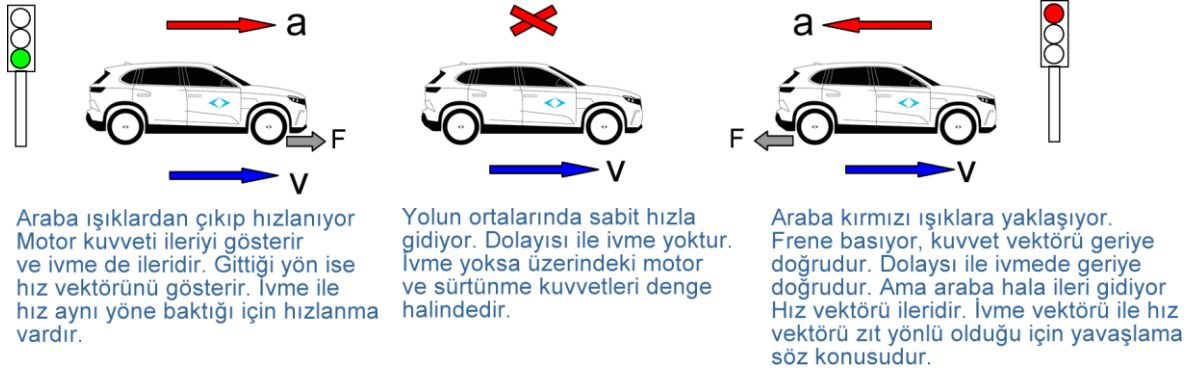 a
F
V
Araba ışıklardan çıkıp hızlanıyor
Motor kuvveti ileriyi gösterir
ve ivme de ileridir. Gittiği yön ise
hız vektörünü gösterir. İvme ile
hız aynı yöne baktığı için hızlanma
vardır.
V
Yolun ortalarında sabit hızla
gidiyor. Dolayısı ile ivme yoktur.
İvme yoksa üzerindeki motor
ve sürtünme kuvvetleri denge
halindedir.
a
F
V
Araba kırmızı ışıklara yaklaşıyor.
Frene basıyor, kuvvet vektörü geriye
doğrudur. Dolaysı ile ivmede geriye
doğrudur. Ama araba hala ileri gidiyor
Hız vektörü ileridir. İvme vektörü ile hız
vektörü zıt yönlü olduğu için yavaşlama
söz konusudur.